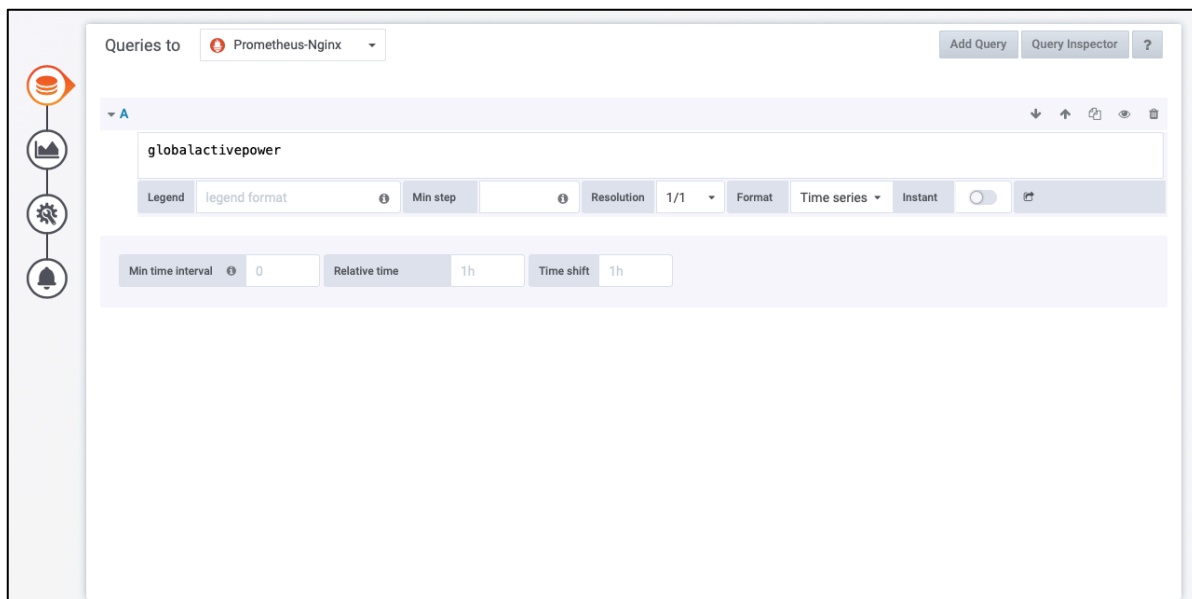 Queries to Prometheus-Nginx Add Query Query Inspector ?
A
globalactivepower
Legend legend format Min step Resolution 1/1 Format Time series Instant
Min time interval 0 Relative time 1h Time shift 1h